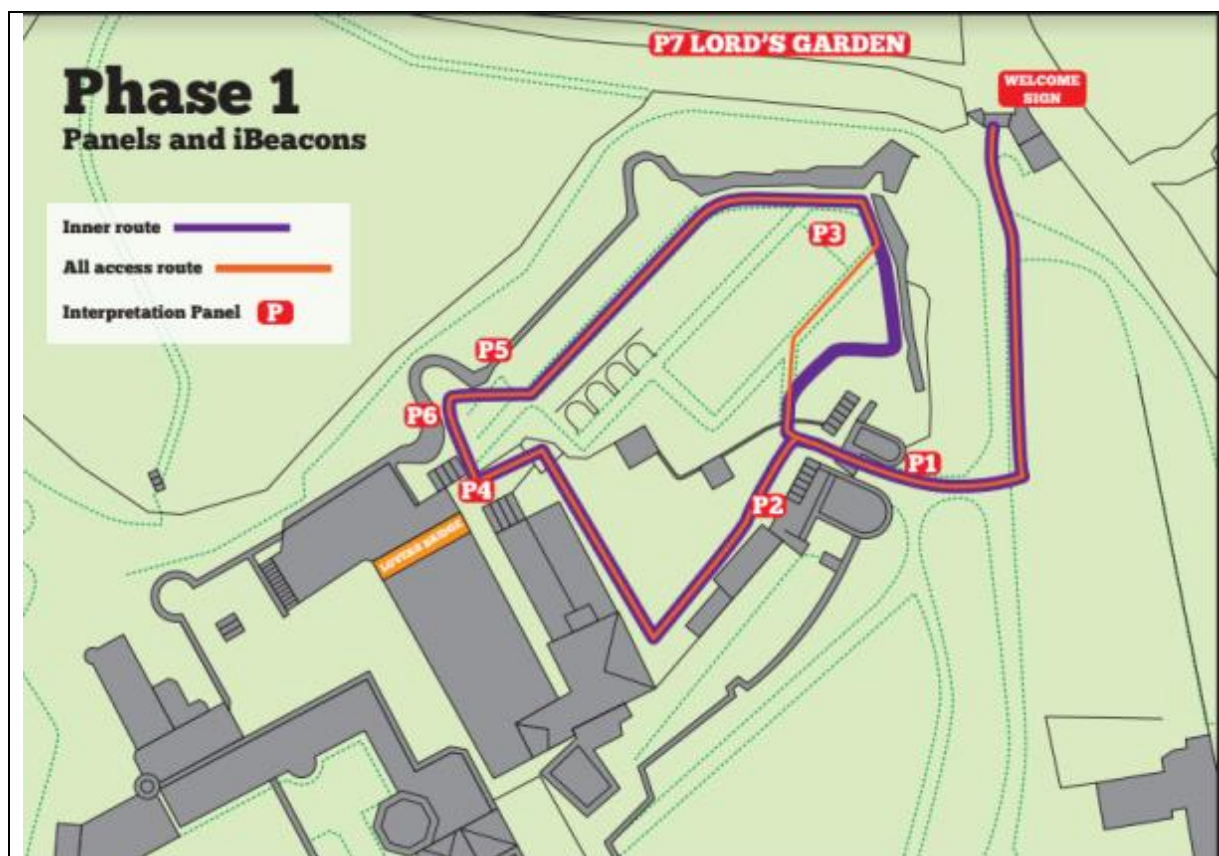 P7 LORD'S GARDEN
WELCOME
SIGN
Phase 1
Panels and iBeacons
Inner route
All access route
Interpretation Panel P
P3
P5
P6
P1
P4
P2
LOVTAR BRIDGE